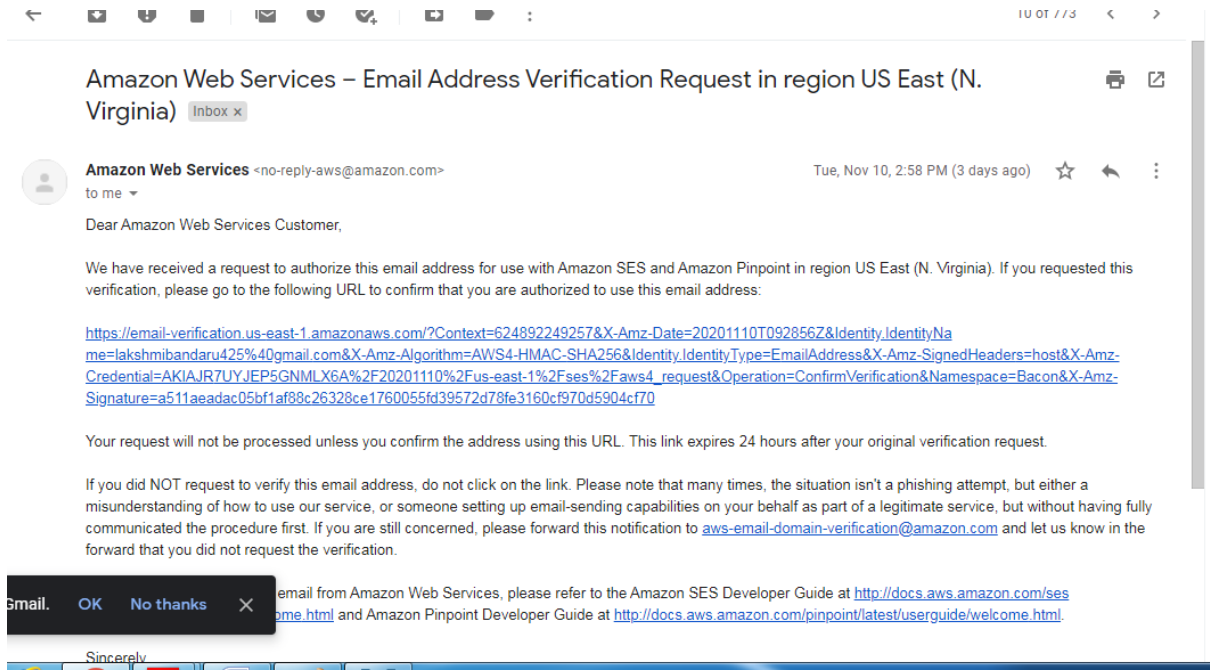 10 of 773
Amazon Web Services – Email Address Verification Request in region US East (N.
Virginia) Inbox x
Amazon Web Services <no-reply-aws@amazon.com> Tue, Nov 10, 2:58 PM (3 days ago)
to me
Dear Amazon Web Services Customer,
We have received a request to authorize this email address for use with Amazon SES and Amazon Pinpoint in region US East (N. Virginia). If you requested this
verification, please go to the following URL to confirm that you are authorized to use this email address:
https://email-verification.us-east-1.amazonaws.com/?Context=624892249257&X-Amz-Date=20201110T092856Z&Identity.IdentityNa
me=lakshmibandaru425%40gmail.com&X-Amz-Algorithm=AWS4-HMAC-SHA256&Identity.IdentityType=EmailAddress&X-Amz-SignedHeaders=host&X-Amz-
Credential=AKIAJR7UYJEP5GNMLX6A%2F20201110%2Fus-east-1%2Fses%2Faws4_request&Operation=ConfirmVerification&Namespace=Bacon&X-Amz-
Signature=a511aeadac05bf1af88c26328ce1760055fd39572d78fe3160cf970d5904cf70
Your request will not be processed unless you confirm the address using this URL. This link expires 24 hours after your original verification request.
If you did NOT request to verify this email address, do not click on the link. Please note that many times, the situation isn't a phishing attempt, but either a
misunderstanding of how to use our service, or someone setting up email-sending capabilities on your behalf as part of a legitimate service, but without having fully
communicated the procedure first. If you are still concerned, please forward this notification to aws-email-domain-verification@amazon.com and let us know in the
forward that you did not request the verification.
email from Amazon Web Services, please refer to the Amazon SES Developer Guide at http://docs.aws.amazon.com/ses
ome.html and Amazon Pinpoint Developer Guide at http://docs.aws.amazon.com/pinpoint/latest/userguide/welcome.html.
Gmail. OK No thanks
Sincerely